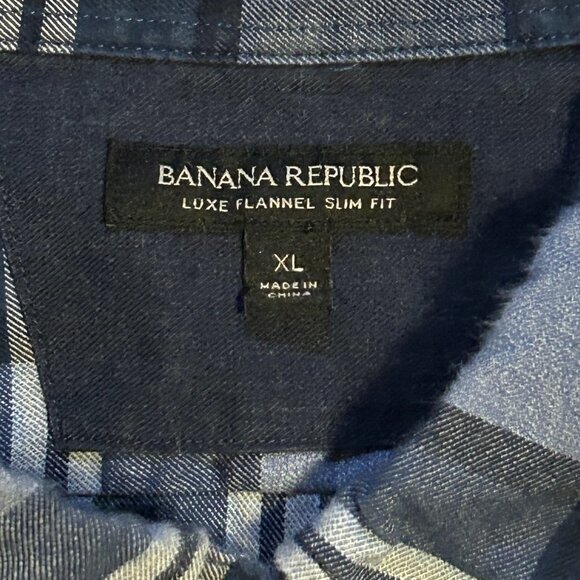 BANANA REPUBLIC
LUXE FLANNEL SLIM FIT
XL
MADE IN
CHINA